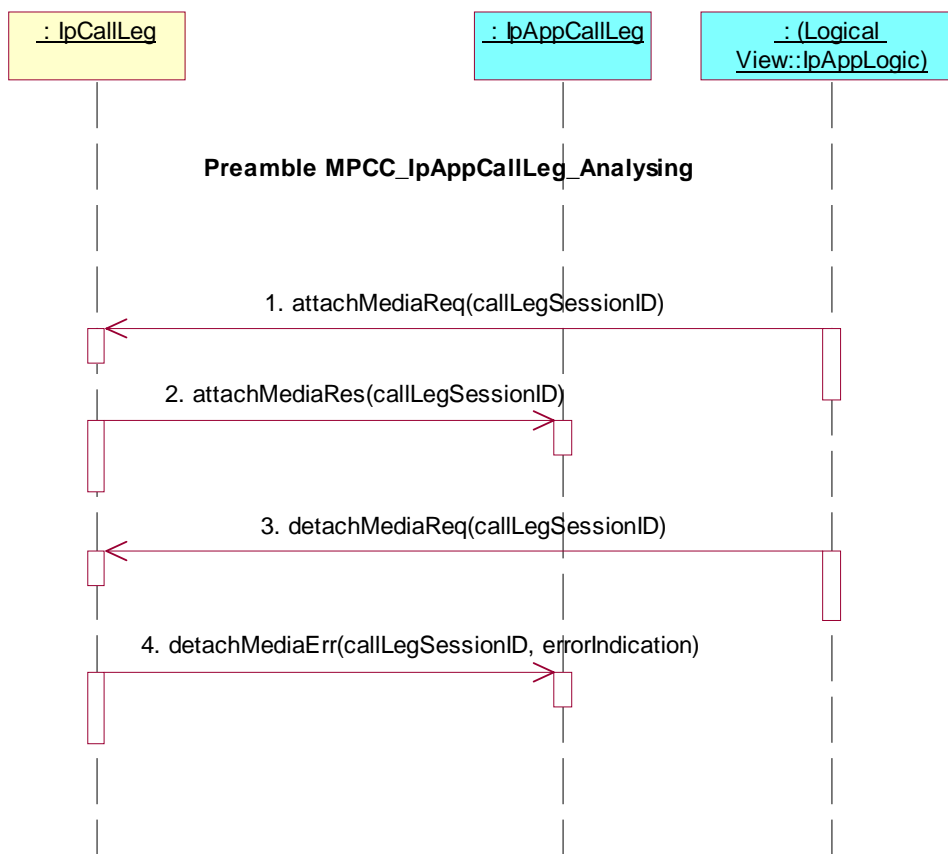 : IpCallLeg
: IpAppCallLeg
: (Logical
View::IpAppLogic)
Preamble MPCC_IpAppCallLeg_Analysing
1. attachMediaReq(callLegSessionID)
2. attachMediaRes(callLegSessionID)
3. detachMediaReq(callLegSessionID)
4. detachMediaErr(callLegSessionID, errorIndication)